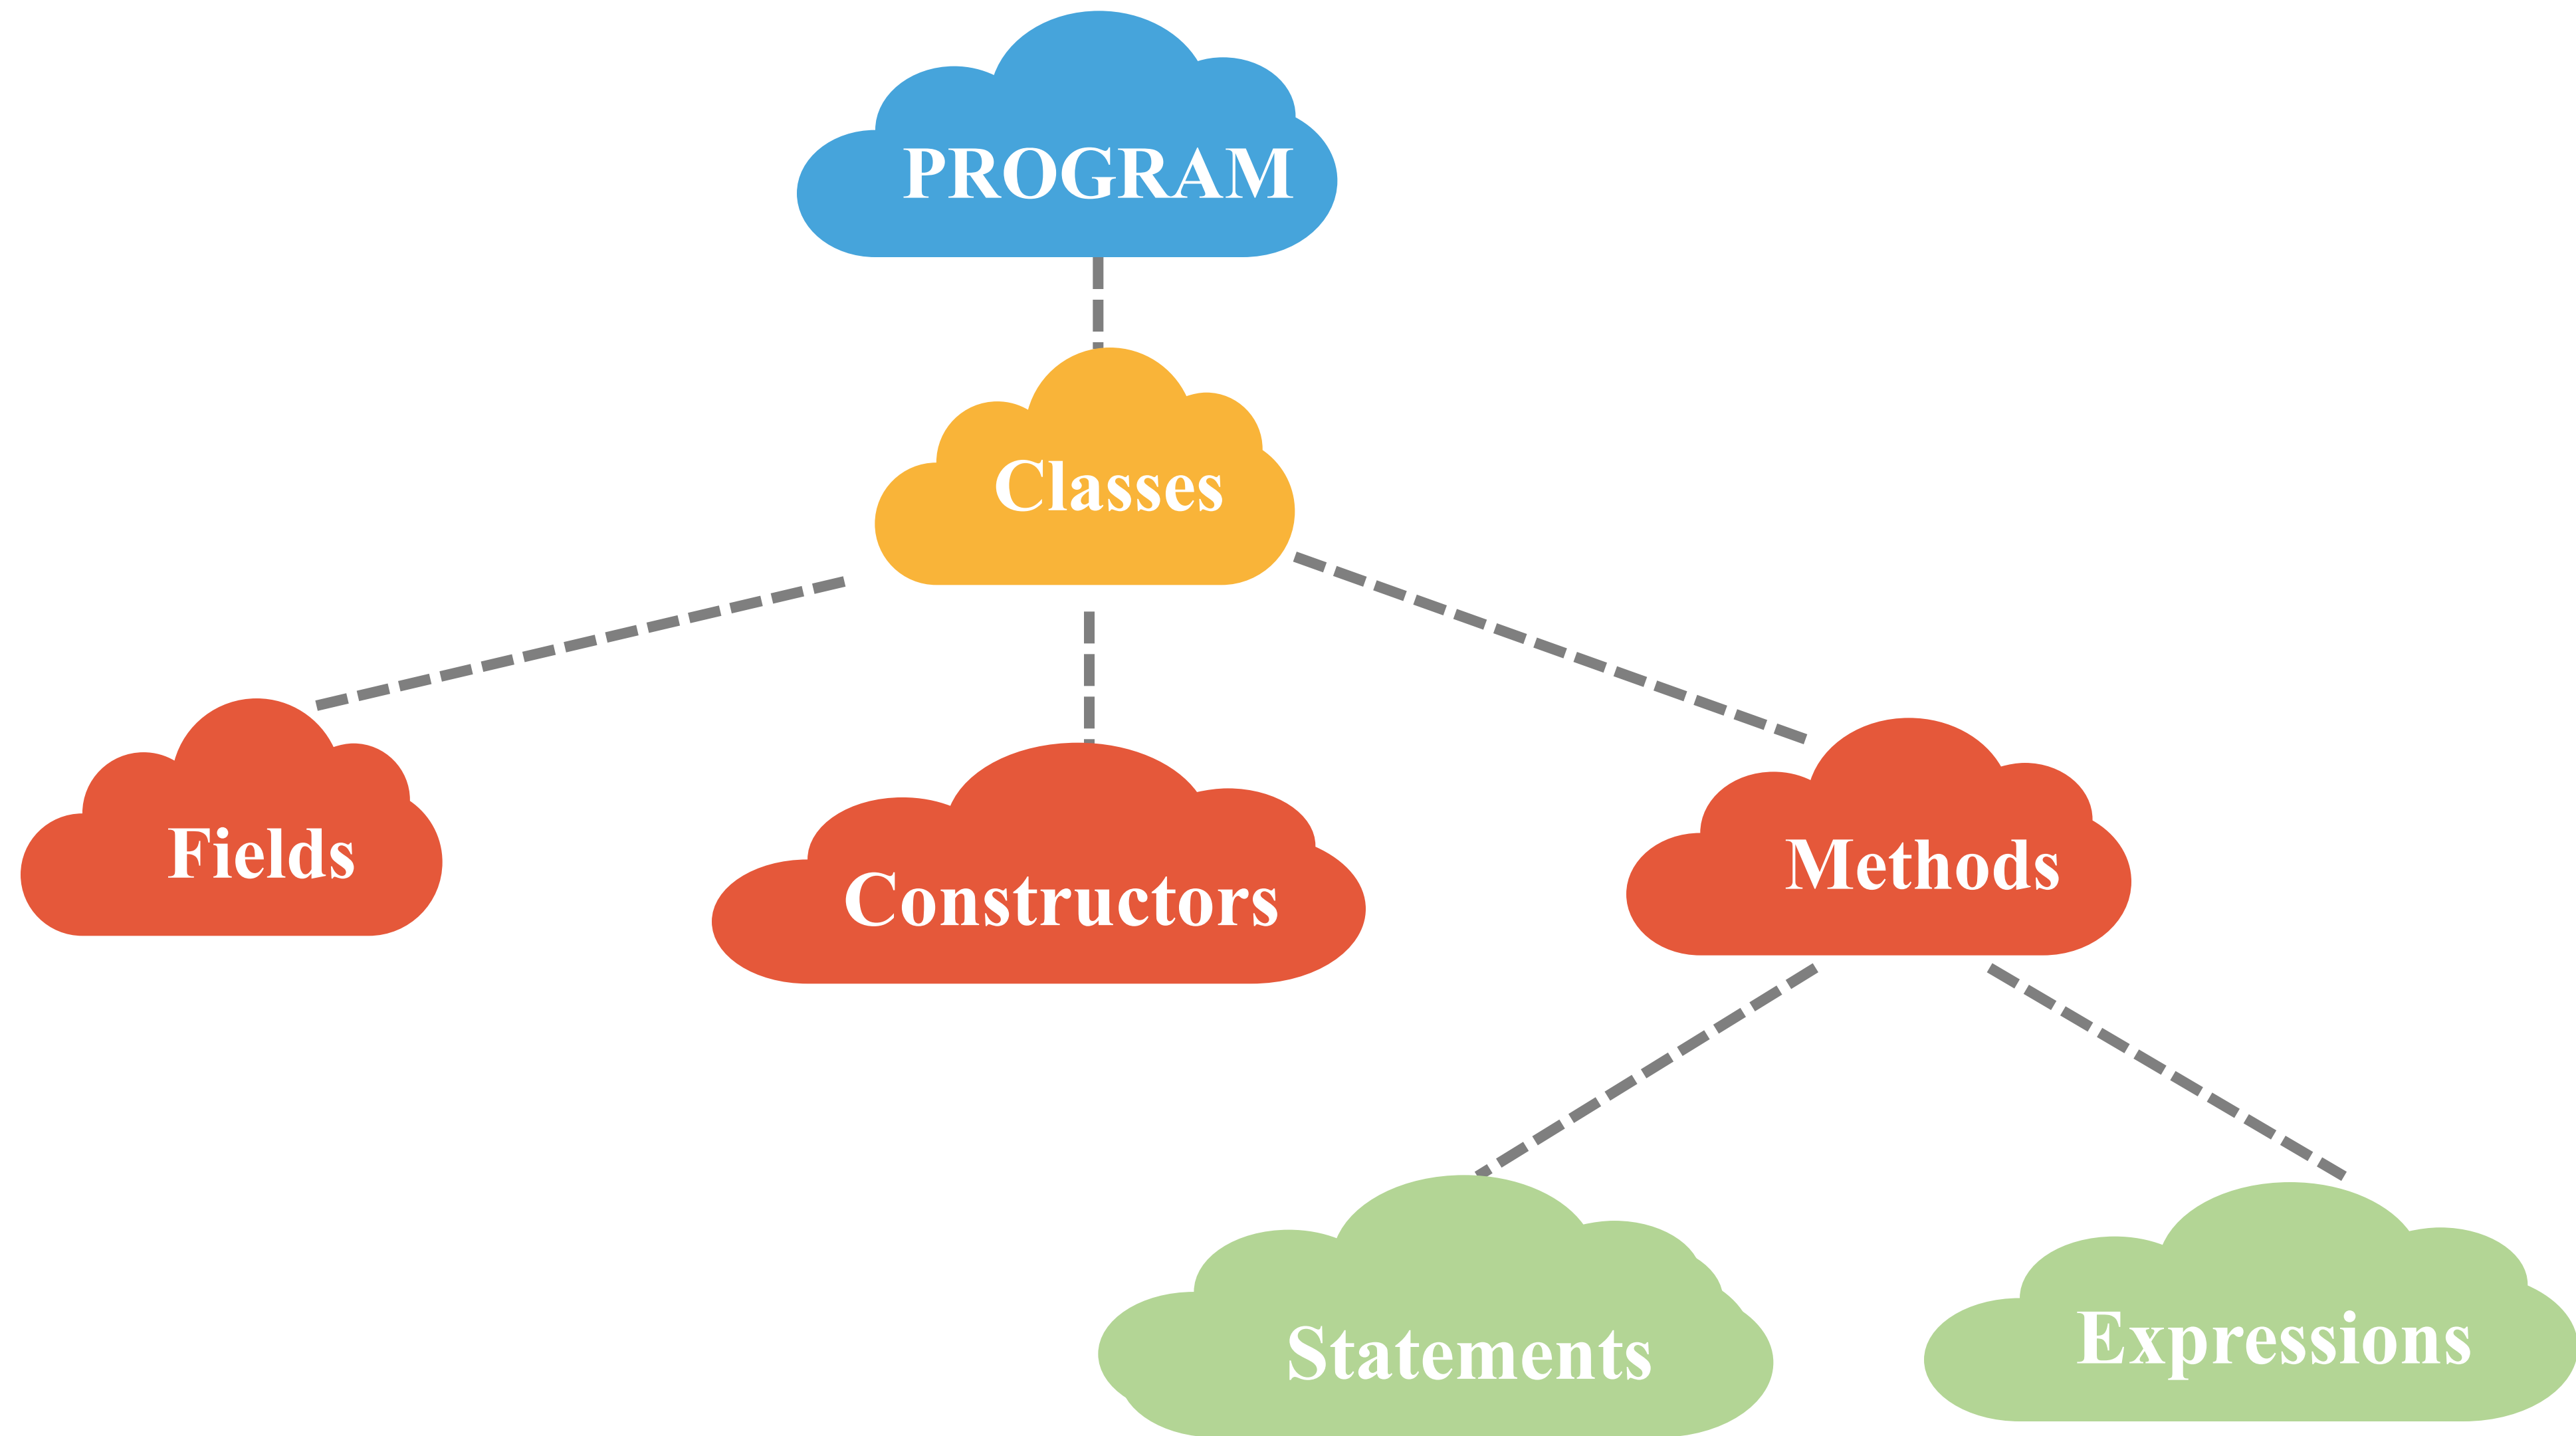 PROGRAM
Classes
Fields
Constructors
Methods
Statements
Expressions